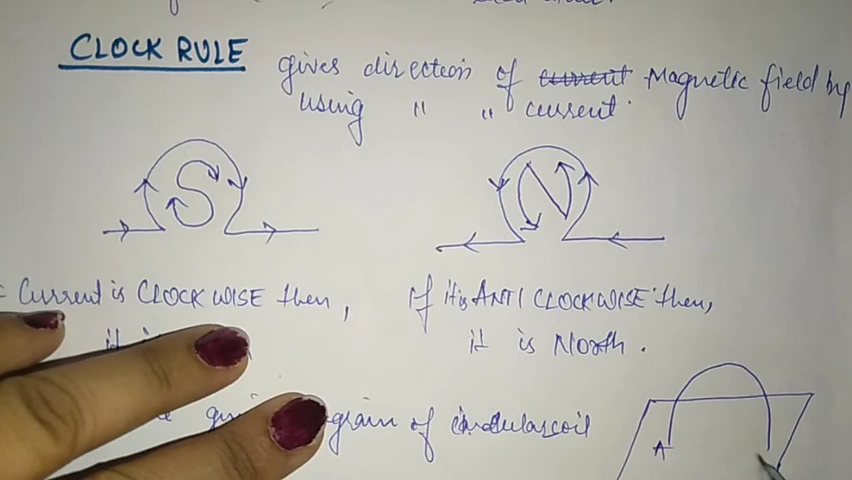 CLOCK RULE gives direction of current Magnetic field by
using " " current.
S N
Current is CLOCKWISE then, If it is ANTI CLOCKWISE then,
it is North.
of
A